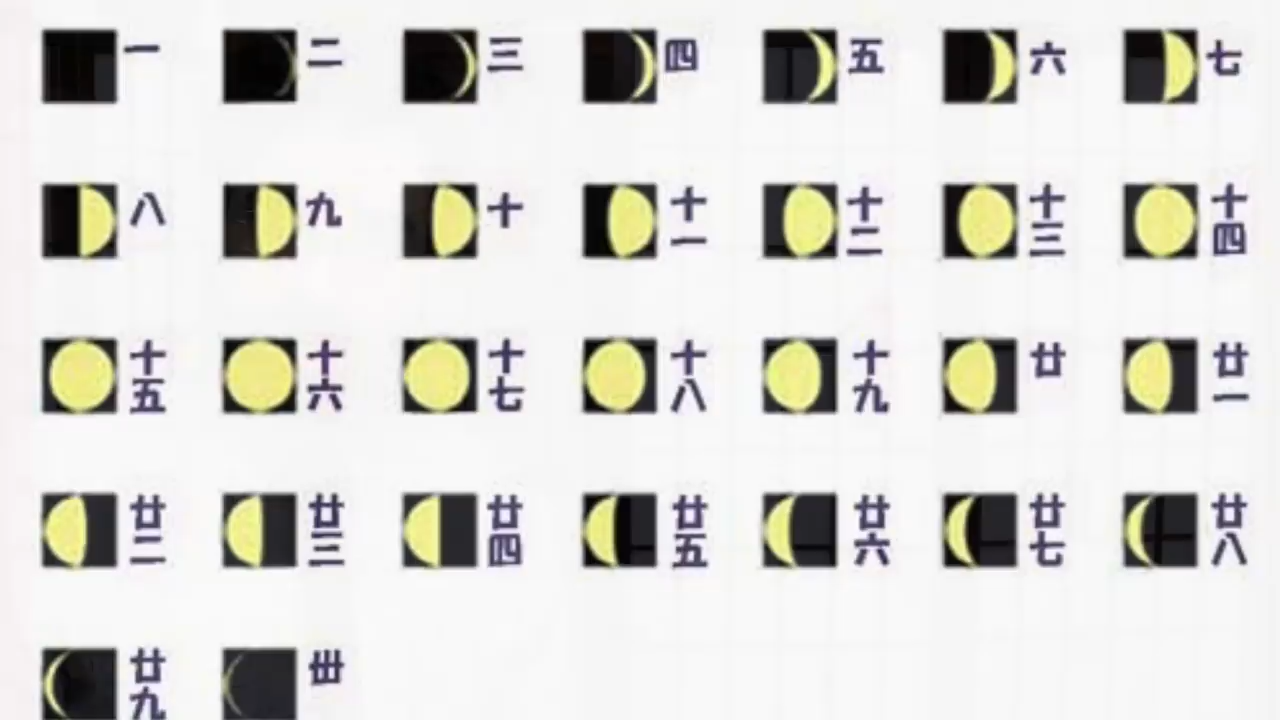 一 二 三 四 五 六 七
八 九 十 十一 十二 十三 十四
十五 十六 十七 十八 十九 廿 廿一
廿二 廿三 廿四 廿五 廿六 廿七 廿八
廿九 卅